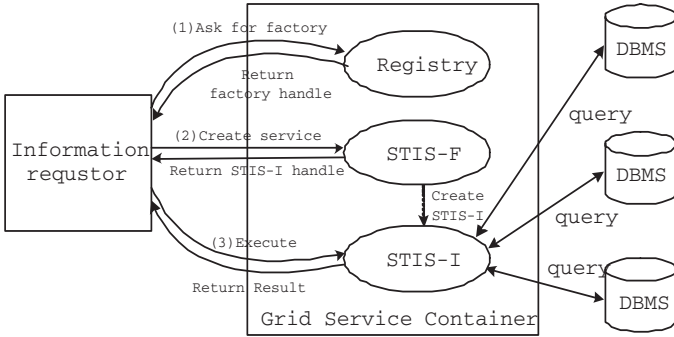 (1)Ask for factory
Registry
Return
factory handle
Information
requstor
(2)Create service
Return STIS-I handle
STIS-F
Create
STIS-I
(3)Execute
Return Result
STIS-I
Grid Service Container
DBMS
query
DBMS
query
query
DBMS